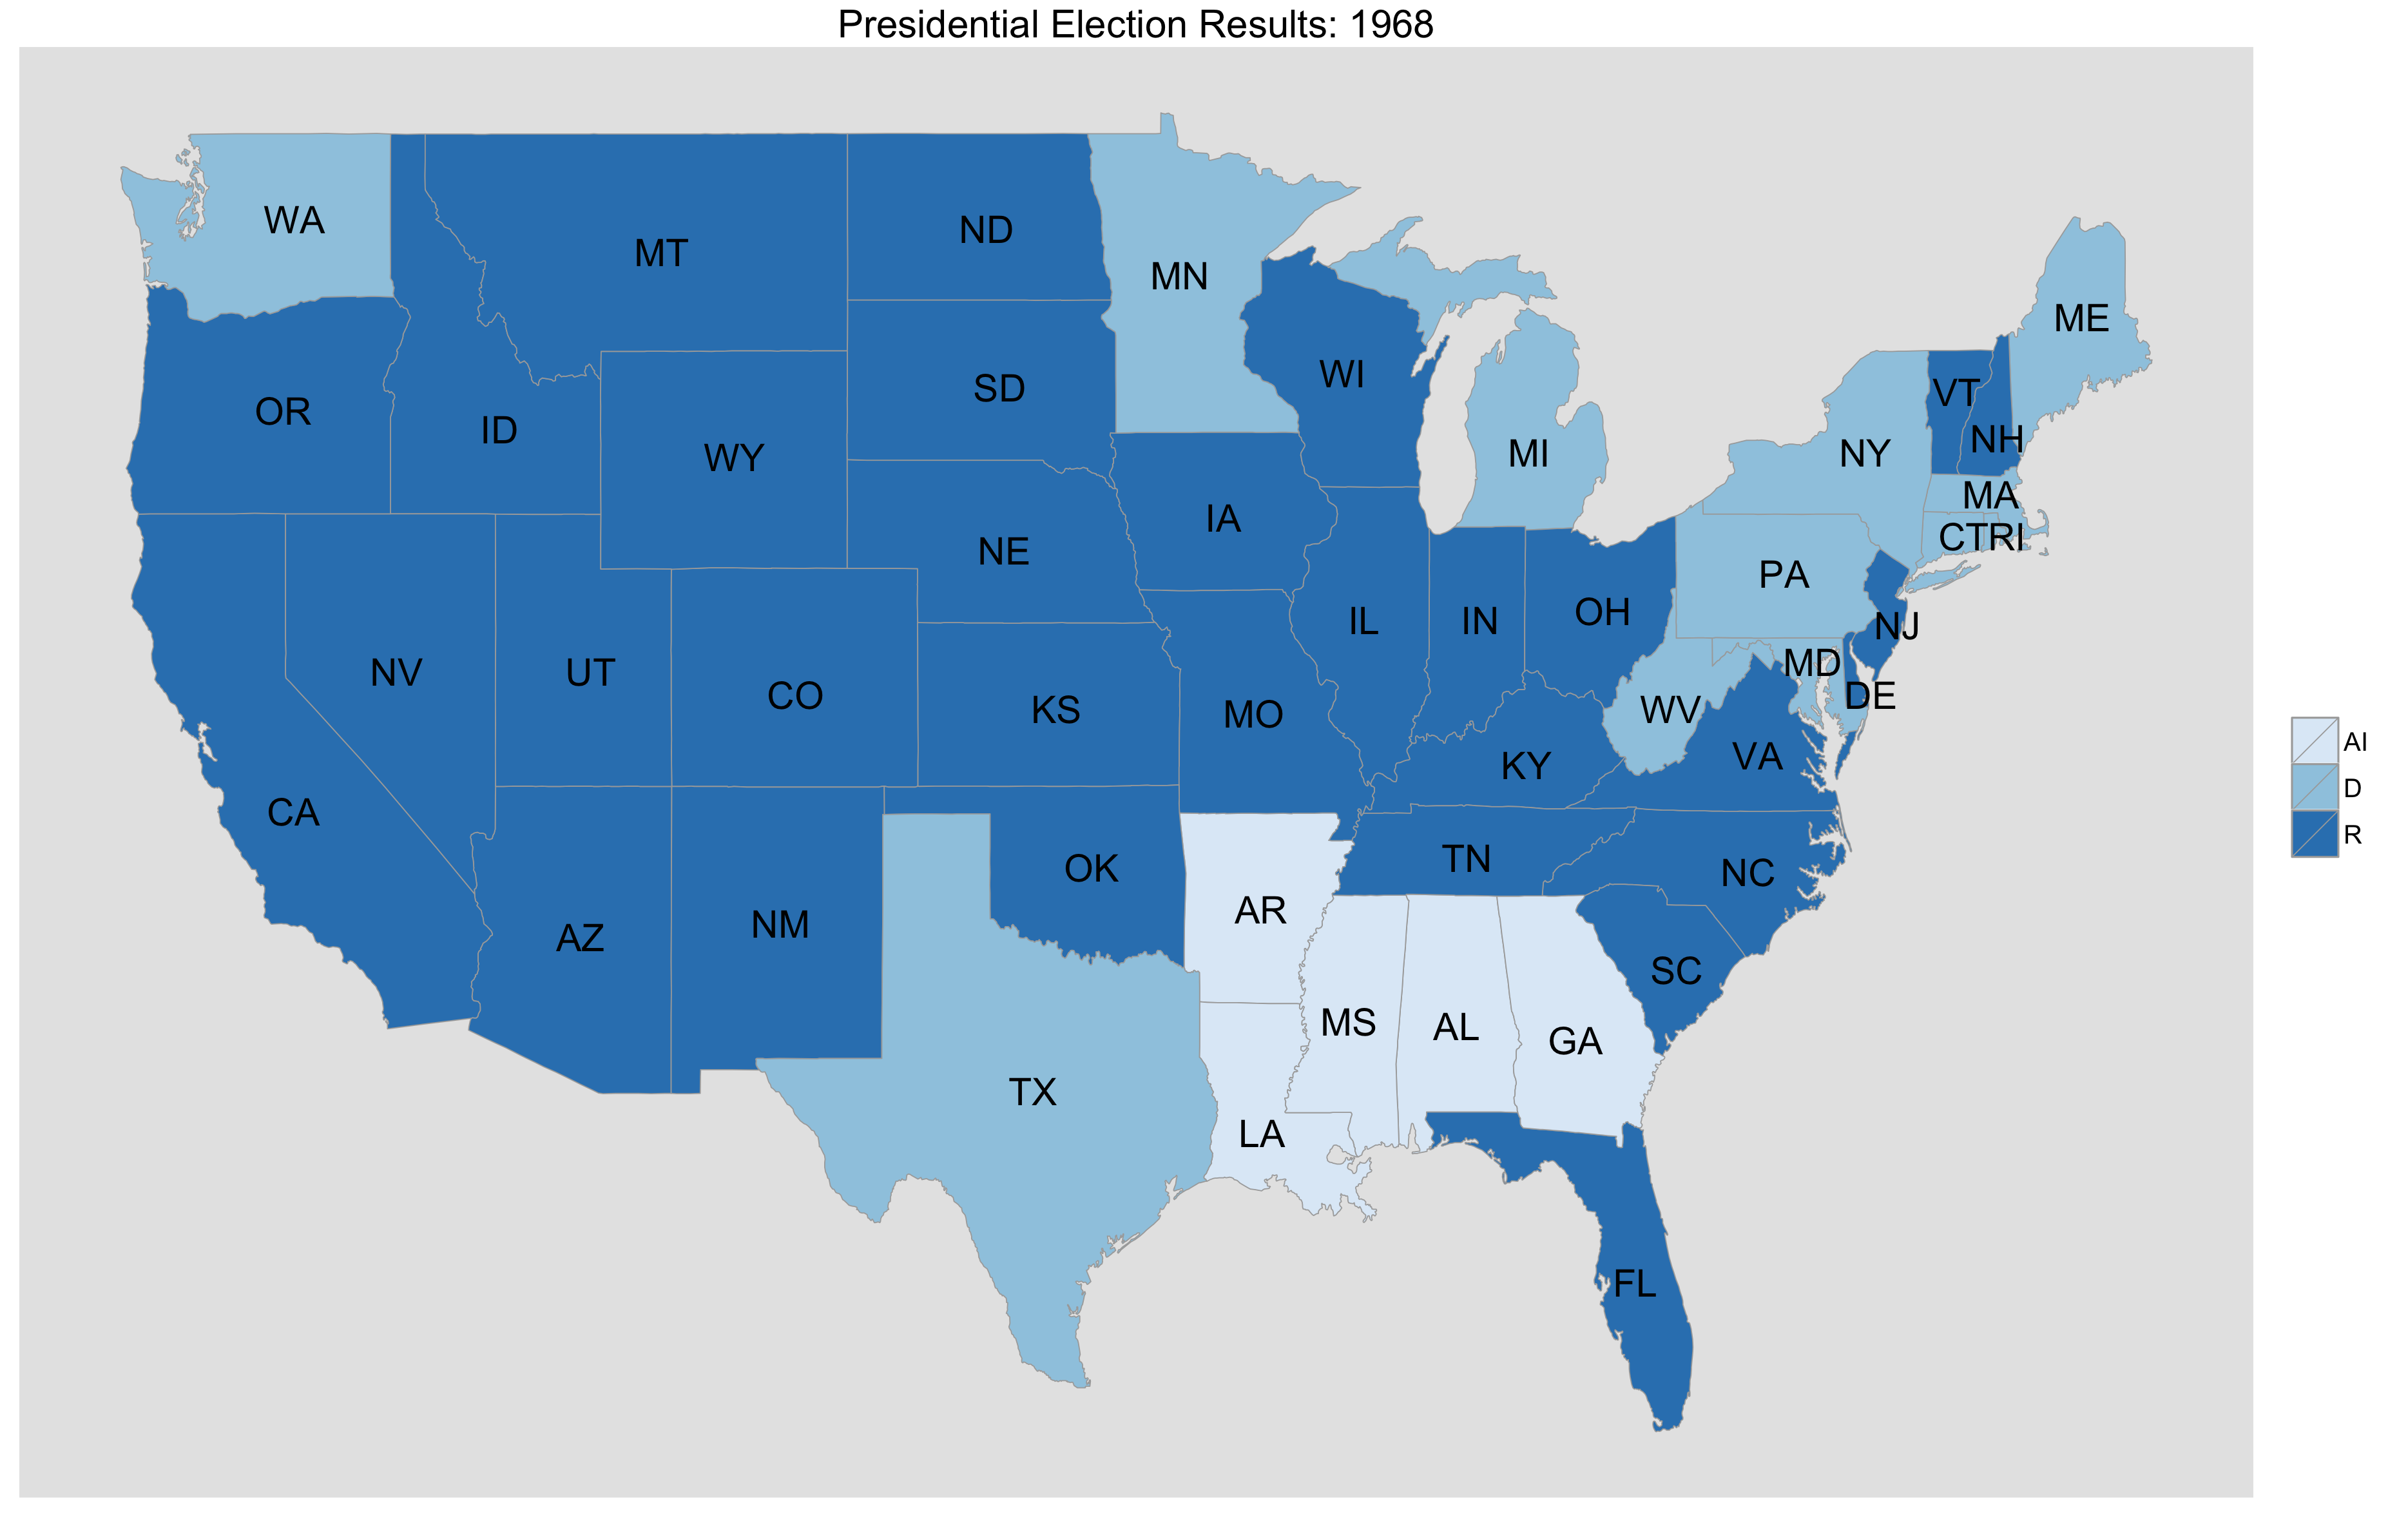 Presidential Election Results: 1968
WA
MT
ND
MN
ME
OR
ID
WY
SD
WI
MI
NY
VT
NH
MA
CT
RI
NE
IA
PA
NV
UT
CO
KS
MO
IL
IN
OH
NJ
MD
DE
WV
VA
KY
CA
AZ
NM
OK
AR
TN
NC
SC
TX
LA
MS
AL
GA
FL
AI
D
R